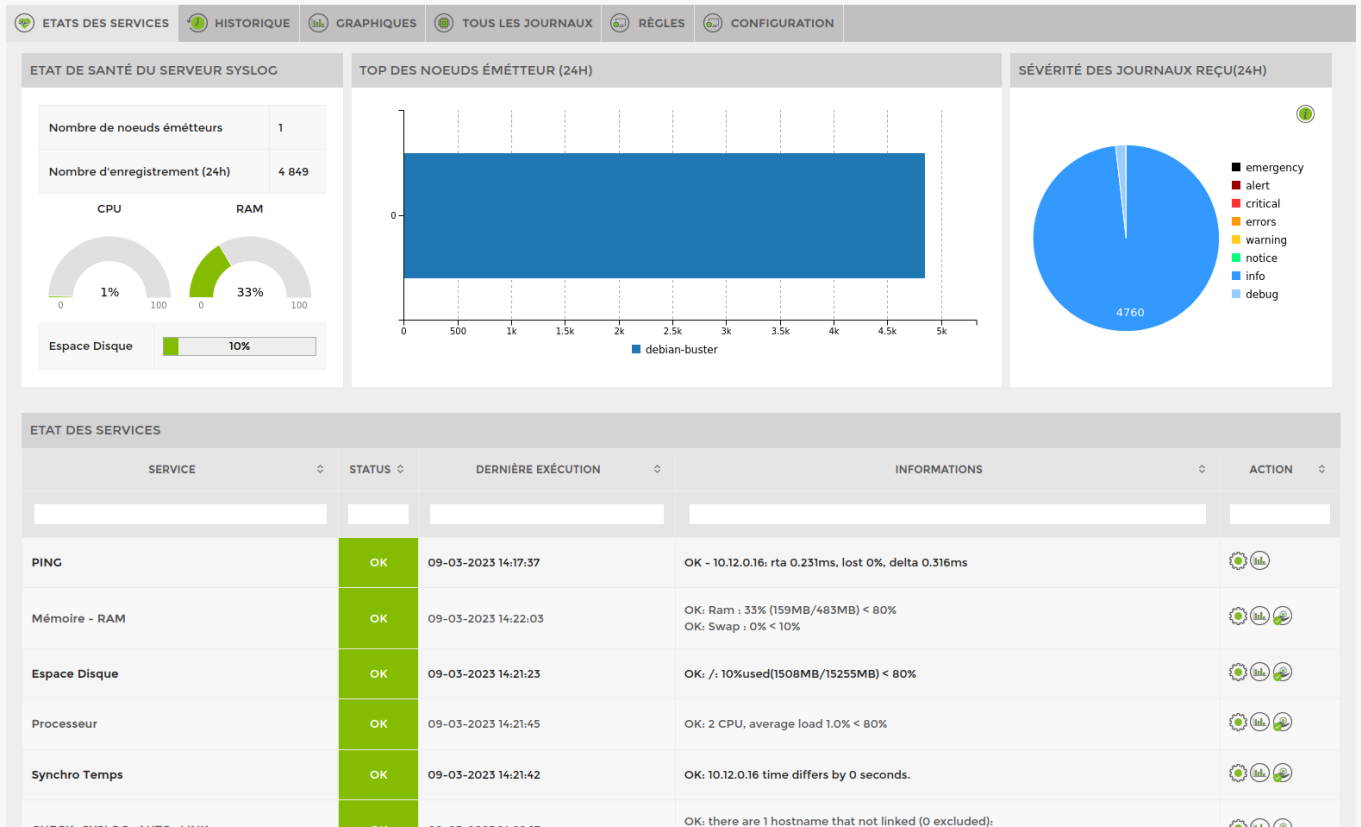 ETATS DES SERVICES HISTORIQUE GRAPHIQUES TOUS LES JOURNAUX RÈGLES CONFIGURATION
ETAT DE SANTÉ DU SERVEUR SYSLOG
Nombre de noeuds émétteurs 1
Nombre d'enregistrement (24h) 4 849
CPU RAM
1% 33%
0 100 0 100
Espace Disque 10%
TOP DES NOEUDS ÉMÉTTEUR (24H)
0
0 500 1k 1.5k 2k 2.5k 3k 3.5k 4k 4.5k 5k
debian-buster
SÉVÉRITÉ DES JOURNAUX REÇU(24H)
i
4760
emergency
alert
critical
errors
warning
notice
info
debug
ETAT DES SERVICES
SERVICE STATUS DERNIÈRE EXÉCUTION INFORMATIONS ACTION
PING OK 09-03-2023 14:17:37 OK - 10.12.0.16: rta 0.231ms, lost 0%, delta 0.316ms
Mémoire - RAM OK 09-03-2023 14:22:03 OK: Ram : 33% (159MB/483MB) < 80%
OK: Swap : 0% < 10%
Espace Disque OK 09-03-2023 14:21:23 OK: /: 10%used(1508MB/15255MB) < 80%
Processeur OK 09-03-2023 14:21:45 OK: 2 CPU, average load 1.0% < 80%
Synchro Temps OK 09-03-2023 14:21:42 OK: 10.12.0.16 time differs by 0 seconds.
OK: there are 1 hostname that not linked (0 excluded):